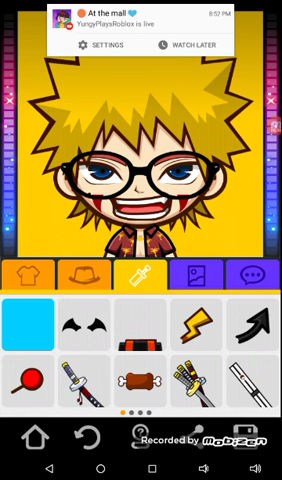 At the mall
8:52 PM
YungyPlaysRoblox is live
SETTINGS
WATCH LATER
Recorded by mobizen